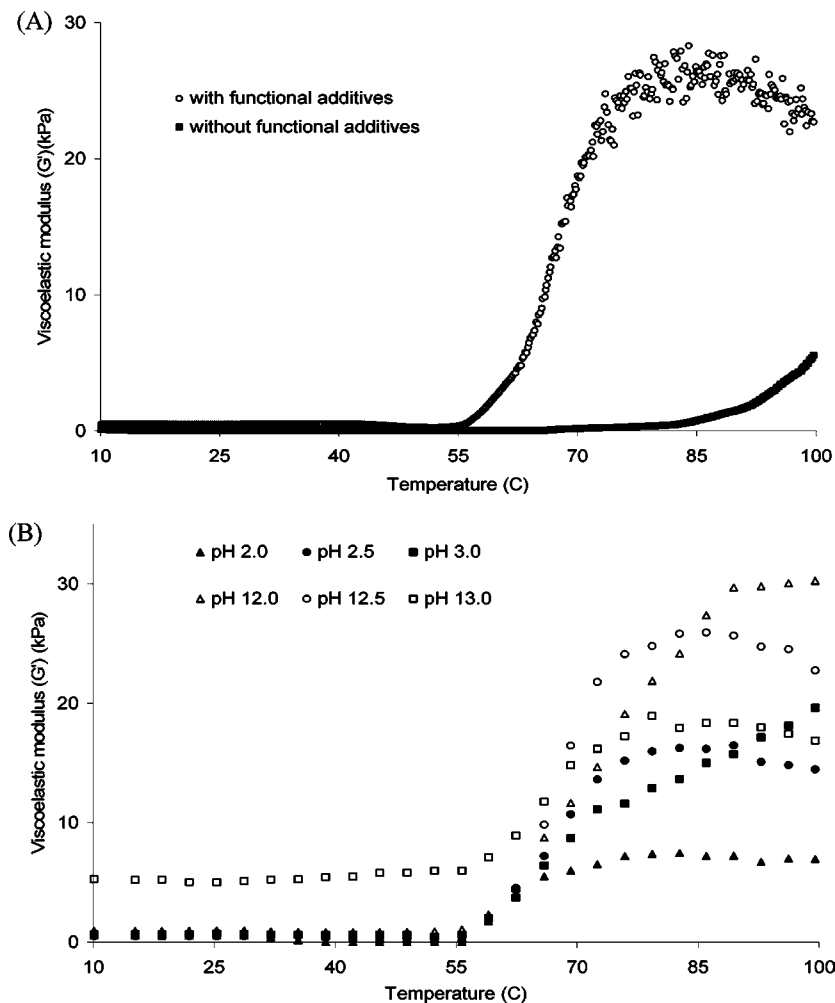 (A)
Viscoelastic modulus (G')(kPa)
30
20
10
0
with functional additives
without functional additives
10 25 40 55 70 85 100
Temperature (C)
(B)
Viscoelastic modulus (G') (kPa)
30
20
10
0
pH 2.0 pH 2.5 pH 3.0
pH 12.0 pH 12.5 pH 13.0
10 25 40 55 70 85 100
Temperature (C)